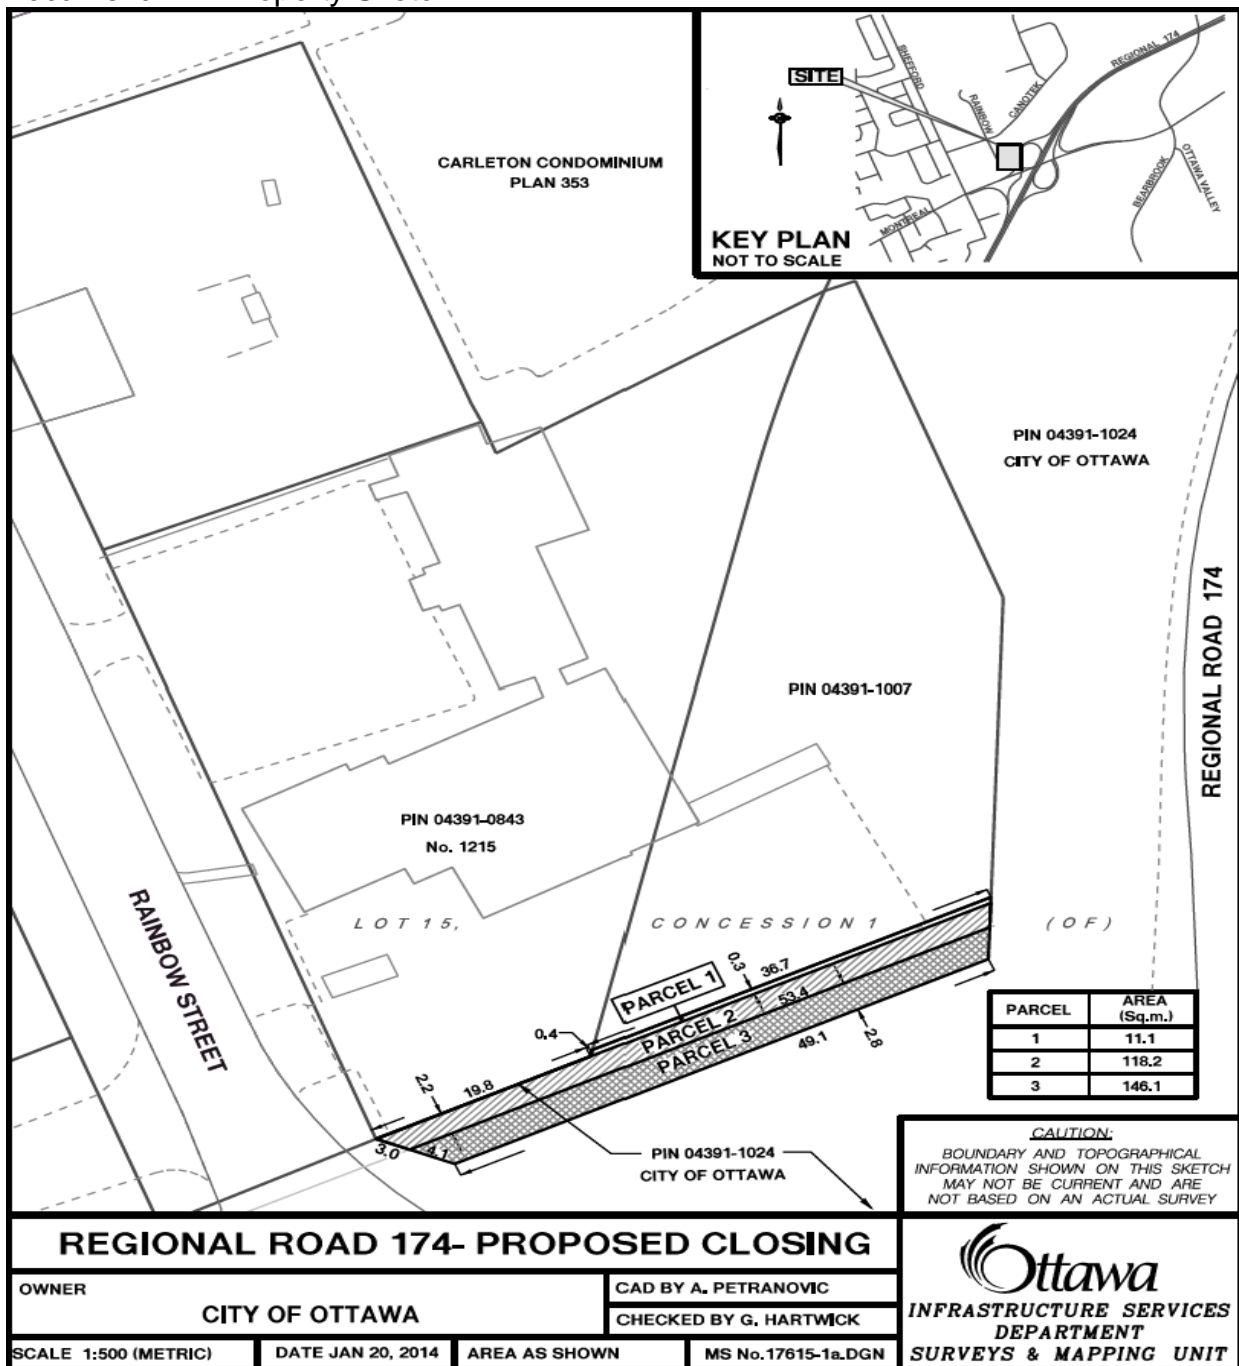 SITE
SHEFFORD
RAINBOW
CANOTEK
REGIONAL 174
MONTREAL
BEARBROOK
OTTAWA VALLEY
KEY PLAN
NOT TO SCALE
CARLETON CONDOMINIUM
PLAN 353
PIN 04391-1024
CITY OF OTTAWA
REGIONAL ROAD 174
PIN 04391-1007
PIN 04391-0843
No. 1215
RAINBOW STREET
LOT 15, CONCESSION 1 (OF)
PARCEL 1
PARCEL 2
PARCEL 3
0.3
36.7
53.4
0.4
49.1
2.8
2.2
19.8
3.0
4.1
PIN 04391-1024
CITY OF OTTAWA
PARCEL AREA (Sq.m.)
1 11.1
2 118.2
3 146.1
CAUTION:
BOUNDARY AND TOPOGRAPHICAL
INFORMATION SHOWN ON THIS SKETCH
MAY NOT BE CURRENT AND ARE
NOT BASED ON AN ACTUAL SURVEY
REGIONAL ROAD 174- PROPOSED CLOSING
OWNER
CITY OF OTTAWA
CAD BY A. PETRANOVIC
CHECKED BY G. HARTWICK
SCALE 1:500 (METRIC)
DATE JAN 20, 2014
AREA AS SHOWN
MS No.17615-1a.DGN
Ottawa
INFRASTRUCTURE SERVICES
DEPARTMENT
SURVEYS & MAPPING UNIT